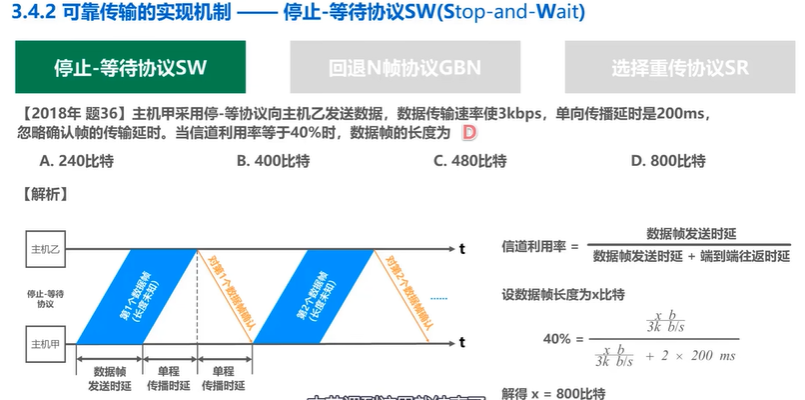 3.4.2 可靠传输的实现机制 —— 停止-等待协议SW(Stop-and-Wait)
停止-等待协议SW
回退N帧协议GBN
选择重传协议SR
【2018年 题36】主机甲采用停-等协议向主机乙发送数据，数据传输速率使3kbps，单向传播延时是200ms，
忽略确认帧的传输延时。当信道利用率等于40%时，数据帧的长度为 D
A. 240比特
B. 400比特
C. 480比特
D. 800比特
【解析】
主机乙
t
第1个数据帧
(长度未知)
对第1个数据帧确认
第2个数据帧
(长度未知)
对第2个数据帧确认
......
停止-等待
协议
主机甲
t
数据帧
发送时延
单程
传播时延
单程
传播时延
信道利用率 = 数据帧发送时延
数据帧发送时延 + 端到端往返时延
设数据帧长度为x比特
x b
3k b/s
40% =
x b
3k b/s + 2 × 200 ms
解得 x = 800比特